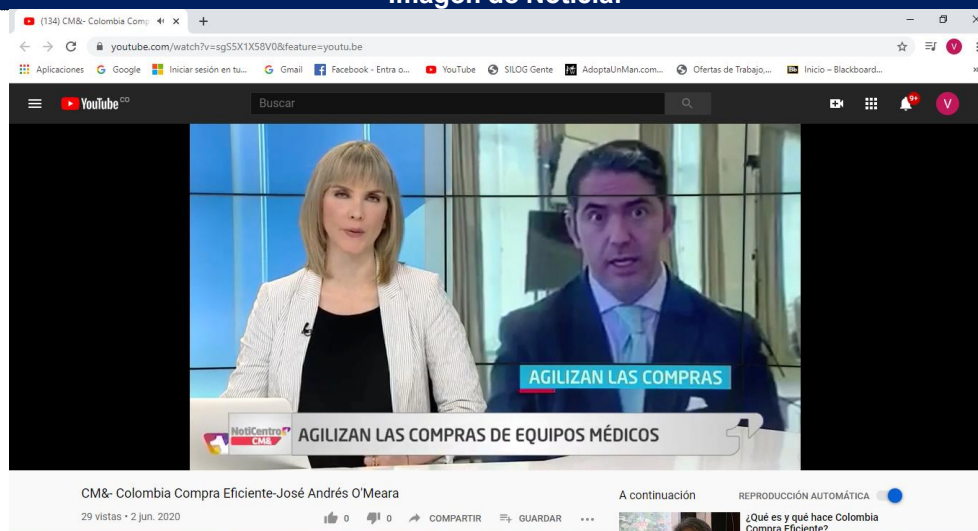 Imagen de Noticia.
(134) CM&- Colombia Comp
youtube.com/watch?v=sgS5X1X58V0&feature=youtu.be
Aplicaciones Google Iniciar sesión en tu... Gmail Facebook - Entra o... YouTube SILOG Gente AdoptaUnMan.com... Ofertas de Trabajo,... Inicio – Blackboard...
YouTube CO Buscar 9+ V
AGILIZAN LAS COMPRAS
NotiCentro CM&
AGILIZAN LAS COMPRAS DE EQUIPOS MÉDICOS
CM&- Colombia Compra Eficiente-José Andrés O'Meara
29 vistas • 2 jun. 2020
0 0 COMPARTIR GUARDAR ...
A continuación REPRODUCCIÓN AUTOMÁTICA
¿Qué es y qué hace Colombia
Compra Eficiente?